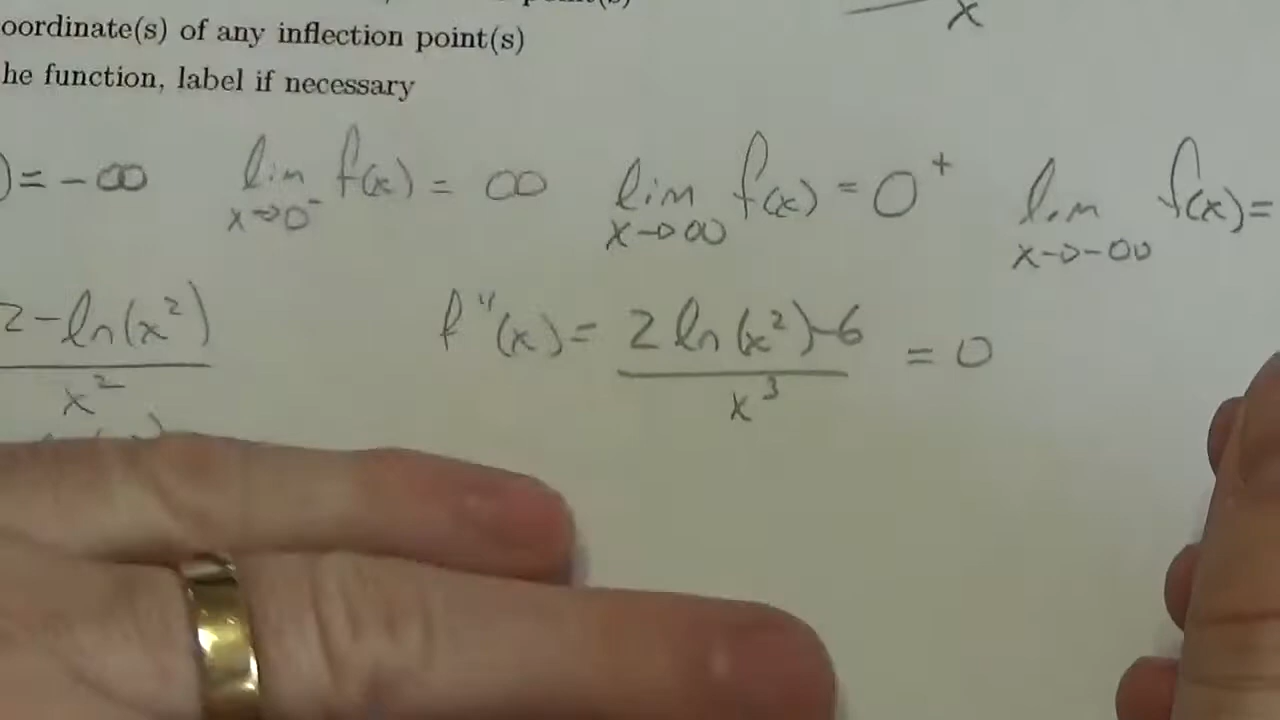 x
oordinate(s) of any inflection point(s)
he function, label if necessary
) = -∞ lim x→0⁻ f(x) = ∞ lim x→∞ f(x) = 0⁺ lim x→-∞ f(x) =
2 - ln(x²) / x² f''(x) = 2 ln(x²) - 6 / x³ = 0